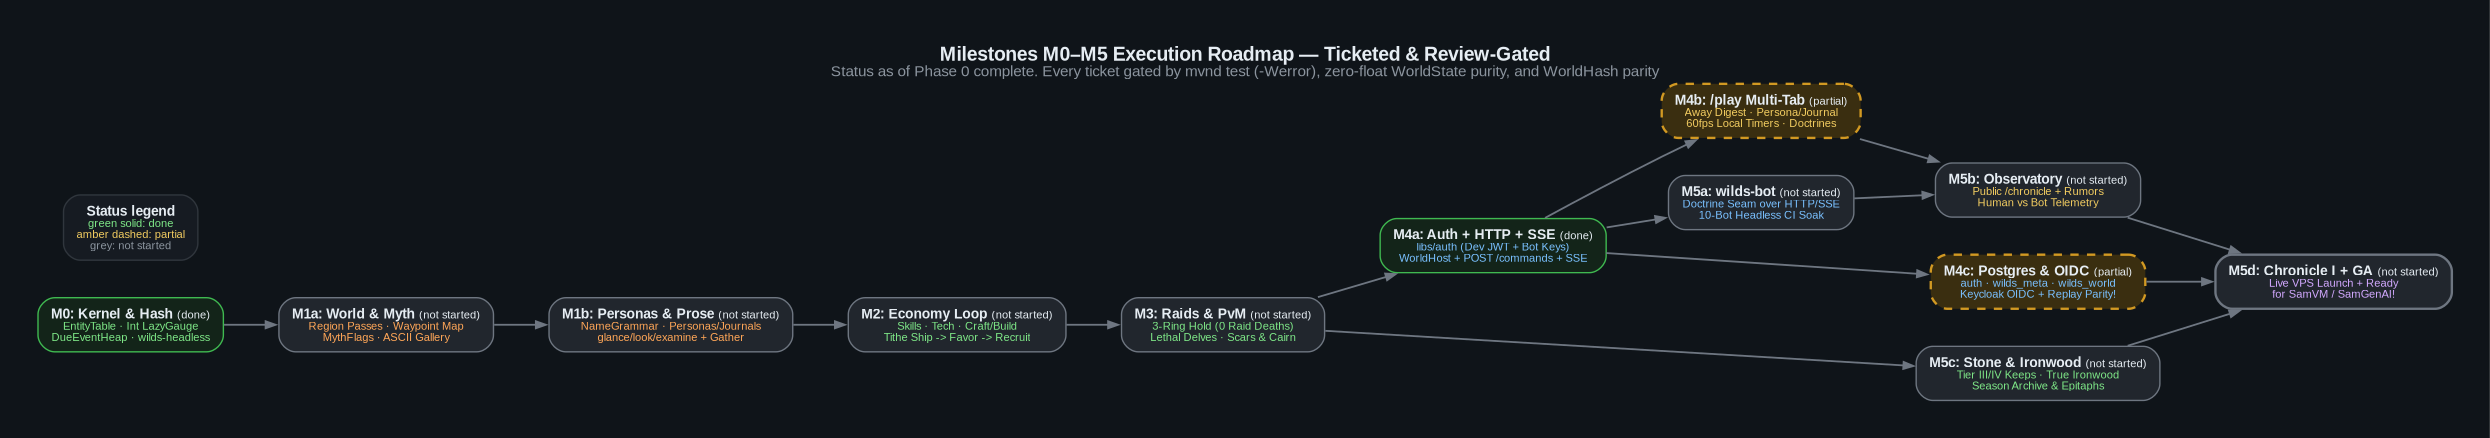 Milestones M0–M5 Execution Roadmap — Ticketed & Review-Gated
Status as of Phase 0 complete. Every ticket gated by mvnd test (-Werror), zero-float WorldState purity, and WorldHash parity
Status legend
green solid: done
amber dashed: partial
grey: not started
M0: Kernel & Hash (done)
EntityTable · Int LazyGauge
DueEventHeap · wilds-headless
M1a: World & Myth (not started)
Region Passes · Waypoint Map
MythFlags · ASCII Gallery
M1b: Personas & Prose (not started)
NameGrammar · Personas/Journals
glance/look/examine + Gather
M2: Economy Loop (not started)
Skills · Tech · Craft/Build
Tithe Ship -> Favor -> Recruit
M3: Raids & PvM (not started)
3-Ring Hold (0 Raid Deaths)
Lethal Delves · Scars & Cairn
M4a: Auth + HTTP + SSE (done)
libs/auth (Dev JWT + Bot Keys)
WorldHost + POST /commands + SSE
M4b: /play Multi-Tab (partial)
Away Digest · Persona/Journal
60fps Local Timers · Doctrines
M5a: wilds-bot (not started)
Doctrine Seam over HTTP/SSE
10-Bot Headless CI Soak
M5b: Observatory (not started)
Public /chronicle + Rumors
Human vs Bot Telemetry
M4c: Postgres & OIDC (partial)
auth · wilds_meta · wilds_world
Keycloak OIDC + Replay Parity!
M5c: Stone & Ironwood (not started)
Tier III/IV Keeps · True Ironwood
Season Archive & Epitaphs
M5d: Chronicle I + GA (not started)
Live VPS Launch + Ready
for SamVM / SamGenAI!